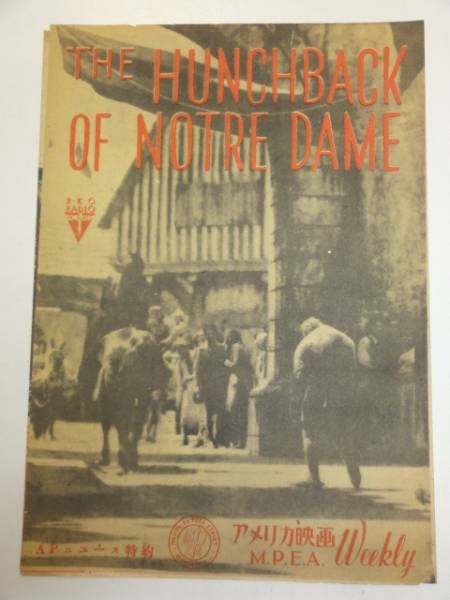 THE HUNCHBACK
OF NOTRE DAME
R-K-O
RADIO
アメリカ映画
M.P.E.A. Weekly
APニュース特約